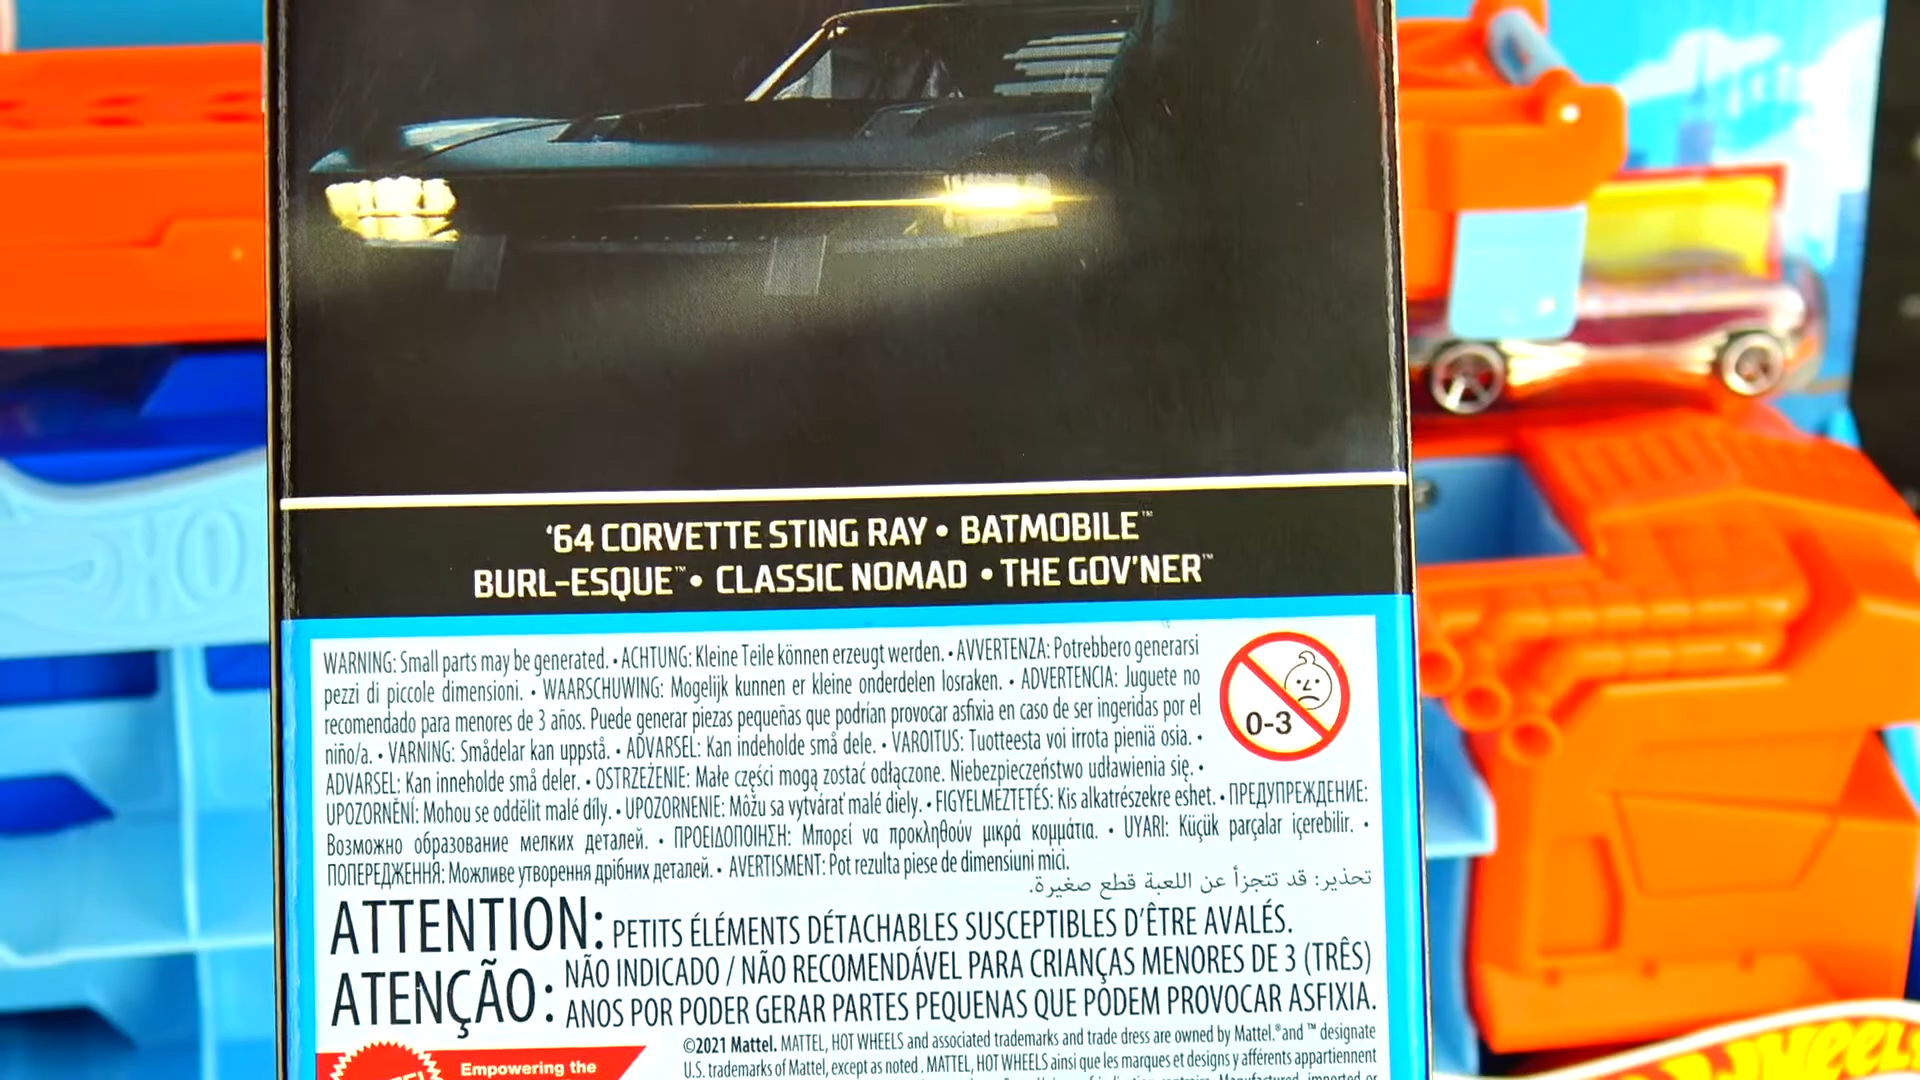 ‘64 CORVETTE STING RAY • BATMOBILE™
BURL-ESQUE™ • CLASSIC NOMAD • THE GOV’NER™
WARNING: Small parts may be generated. • ACHTUNG: Kleine Teile können erzeugt werden. • AVVERTENZA: Potrebbero generarsi
pezzi di piccole dimensioni. • WAARSCHUWING: Mogelijk kunnen er kleine onderdelen losraken. • ADVERTENCIA: Juguete no
recomendado para menores de 3 años. Puede generar piezas pequeñas que podrían provocar asfixia en caso de ser ingeridas por el
niño/a. • VARNING: Smådelar kan uppstå. • ADVARSEL: Kan indeholde små dele. • VAROITUS: Tuotteesta voi irrota pieniä osia. •
ADVARSEL: Kan inneholde små deler. • OSTRZEŻENIE: Małe części mogą zostać odłączone. Niebezpieczeństwo udławienia się. •
UPOZORNĚNÍ: Mohou se oddělit malé díly. • UPOZORNENIE: Môžu sa vytvárať malé diely. • FIGYELMEZTETÉS: Kis alkatrészekre eshet. • ПРЕДУПРЕЖДЕНИЕ:
Возможно образование мелких деталей. • ΠΡΟΕΙΔΟΠΟΙΗΣΗ: Μπορεί να προκληθούν μικρά κομμάτια. • UYARI: Küçük parçalar içerebilir. •
ПОПЕРЕДЖЕННЯ: Можливе утворення дрібних деталей. • AVERTISMENT: Pot rezulta piese de dimensiuni mici.
تحذير: قد تتجزأ عن اللعبة قطع صغيرة.
0-3
ATTENTION: PETITS ÉLÉMENTS DÉTACHABLES SUSCEPTIBLES D’ÊTRE AVALÉS.
ATENÇÃO: NÃO INDICADO / NÃO RECOMENDÁVEL PARA CRIANÇAS MENORES DE 3 (TRÊS)
ANOS POR PODER GERAR PARTES PEQUENAS QUE PODEM PROVOCAR ASFIXIA.
©2021 Mattel. MATTEL, HOT WHEELS and associated trademarks and trade dress are owned by Mattel. ® and ™ designate
U.S. trademarks of Mattel, except as noted. MATTEL, HOT WHEELS ainsi que les marques et designs y afférents appartiennent
Empowering the
Wheels